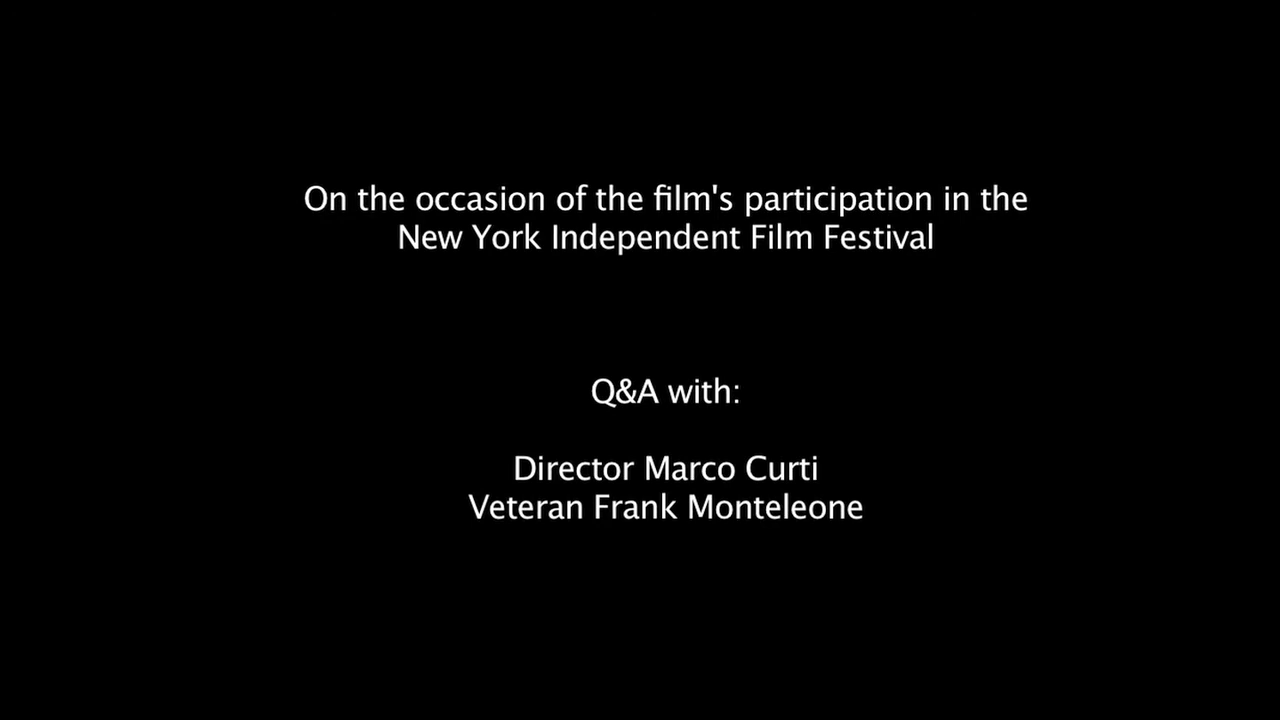 On the occasion of the film's participation in the
New York Independent Film Festival
Q&A with:
Director Marco Curti
Veteran Frank Monteleone